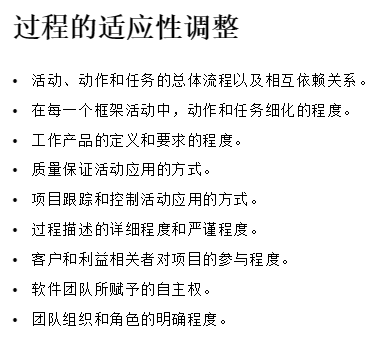 过程的适应性调整
• 活动、动作和任务的总体流程以及相互依赖关系。
• 在每一个框架活动中，动作和任务细化的程度。
• 工作产品的定义和要求的程度。
• 质量保证活动应用的方式。
• 项目跟踪和控制活动应用的方式。
• 过程描述的详细程度和严谨程度。
• 客户和利益相关者对项目的参与程度。
• 软件团队所赋予的自主权。
• 团队组织和角色的明确程度。